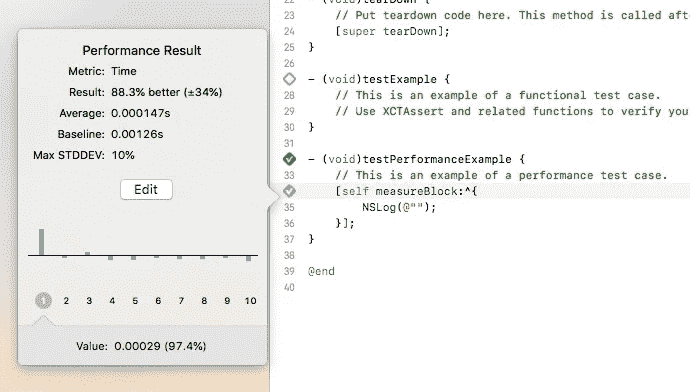 Performance Result
Metric: Time
Result: 88.3% better (±34%)
Average: 0.000147s
Baseline: 0.00126s
Max STDDEV: 10%
Edit
1 2 3 4 5 6 7 8 9 10
Value: 0.00029 (97.4%)
- (void)tearDown {
23 // Put teardown code here. This method is called aft
24 [super tearDown];
25 }
26
- (void)testExample {
28 // This is an example of a functional test case.
29 // Use XCTAssert and related functions to verify you
30 }
31
- (void)testPerformanceExample {
33 // This is an example of a performance test case.
[self measureBlock:^{
35 NSLog(@"");
36 }];
37 }
38
39 @end
40